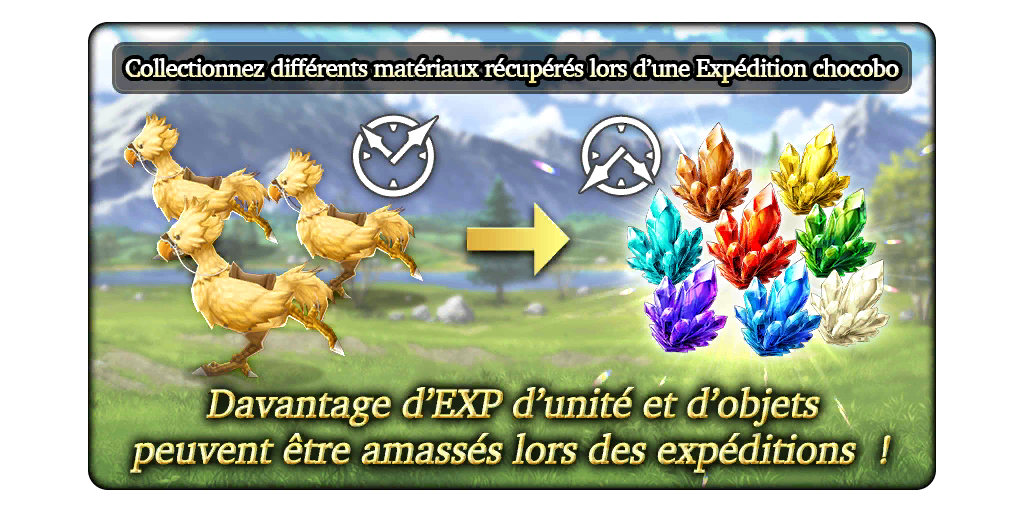 Collectionnez différents matériaux récupérés lors d'une Expédition chocobo
Davantage d'EXP d'unité et d'objets
peuvent être amassés lors des expéditions !